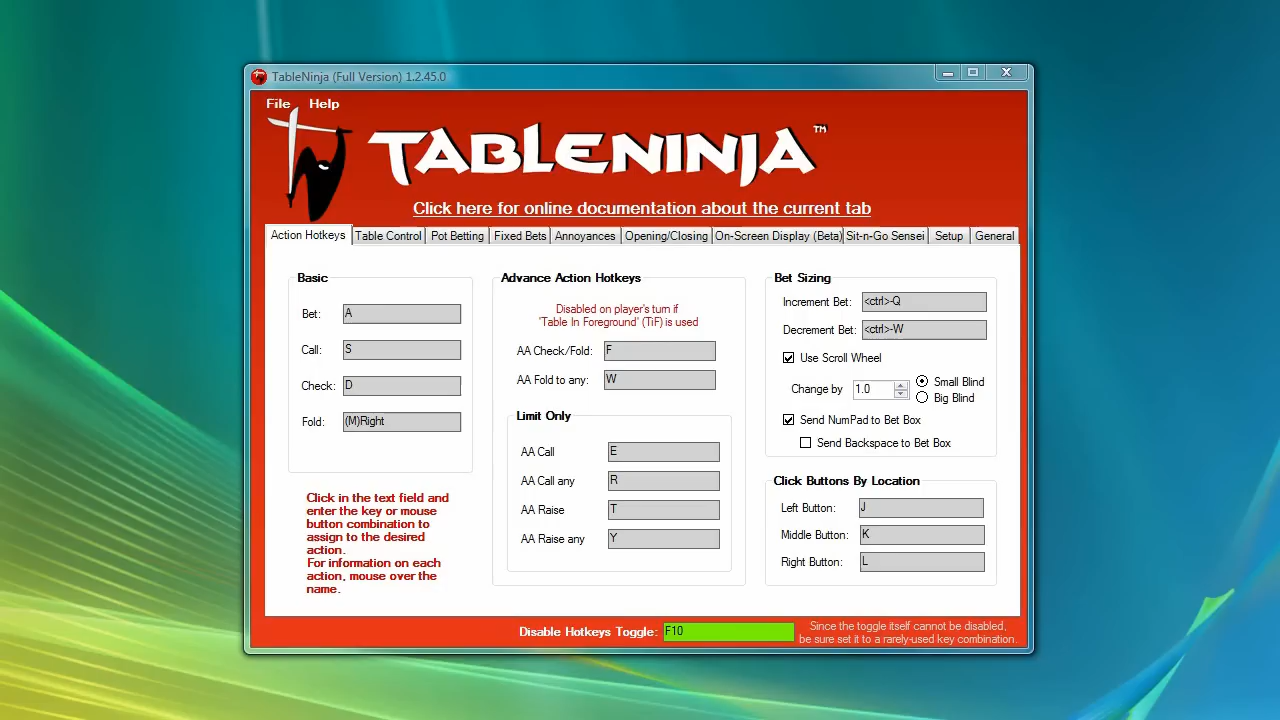 TableNinja (Full Version) 1.2.45.0
File Help
TABLENINJA™
Click here for online documentation about the current tab
Action Hotkeys Table Control Pot Betting Fixed Bets Annoyances Opening/Closing On-Screen Display (Beta) Sit-n-Go Sensei Setup General
Basic
Bet: A
Call: S
Check: D
Fold: (M)Right
Click in the text field and
enter the key or mouse
button combination to
assign to the desired
action.
For information on each
action, mouse over the
name.
Advance Action Hotkeys
Disabled on player's turn if
'Table In Foreground' (TiF) is used
AA Check/Fold: F
AA Fold to any: W
Limit Only
AA Call E
AA Call any R
AA Raise T
AA Raise any Y
Bet Sizing
Increment Bet: <ctrl>-Q
Decrement Bet: <ctrl>-W
Use Scroll Wheel
Change by 1.0 Small Blind
Big Blind
Send NumPad to Bet Box
Send Backspace to Bet Box
Click Buttons By Location
Left Button: J
Middle Button: K
Right Button: L
Disable Hotkeys Toggle: F10
Since the toggle itself cannot be disabled,
be sure set it to a rarely-used key combination.